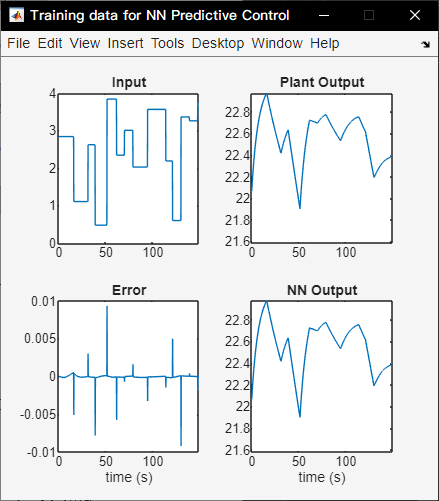 Training data for NN Predictive Control
File Edit View Insert Tools Desktop Window Help
Input
4
3
2
1
0
0 50 100
Plant Output
22.8
22.6
22.4
22.2
22
21.8
21.6
0 50 100
Error
0.01
0.005
0
-0.005
-0.01
0 50 100
time (s)
NN Output
22.8
22.6
22.4
22.2
22
21.8
21.6
0 50 100
time (s)